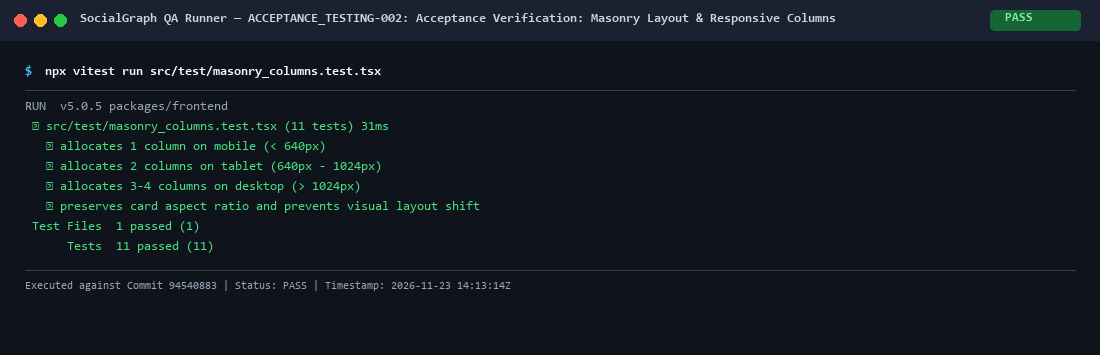 SocialGraph QA Runner — ACCEPTANCE_TESTING-002: Acceptance Verification: Masonry Layout & Responsive Columns
PASS
$ npx vitest run src/test/masonry_columns.test.tsx
RUN v5.0.5 packages/frontend
src/test/masonry_columns.test.tsx (11 tests) 31ms
allocates 1 column on mobile (< 640px)
allocates 2 columns on tablet (640px - 1024px)
allocates 3-4 columns on desktop (> 1024px)
preserves card aspect ratio and prevents visual layout shift
Test Files 1 passed (1)
Tests 11 passed (11)
Executed against Commit 94540883 | Status: PASS | Timestamp: 2026-11-23 14:13:14Z